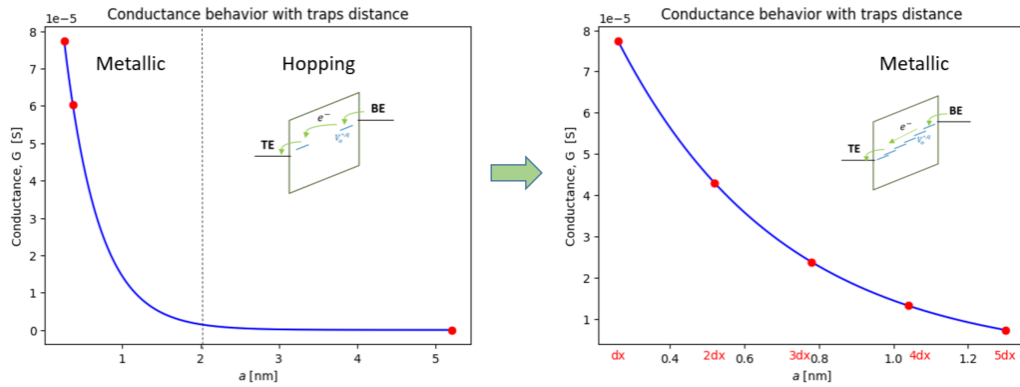 Conductance behavior with traps distance
1e−5
8
7
6
5
4
3
2
1
0
Conductance, G [S]
Metallic
Hopping
TE
e⁻
BE
1
2
3
4
5
a [nm]
Conductance behavior with traps distance
1e−5
8
7
6
5
4
3
2
1
Conductance, G [S]
Metallic
TE
e⁻
BE
0.4
0.6
0.8
1.0
1.2
dx
2dx
3dx
4dx
5dx
a [nm]